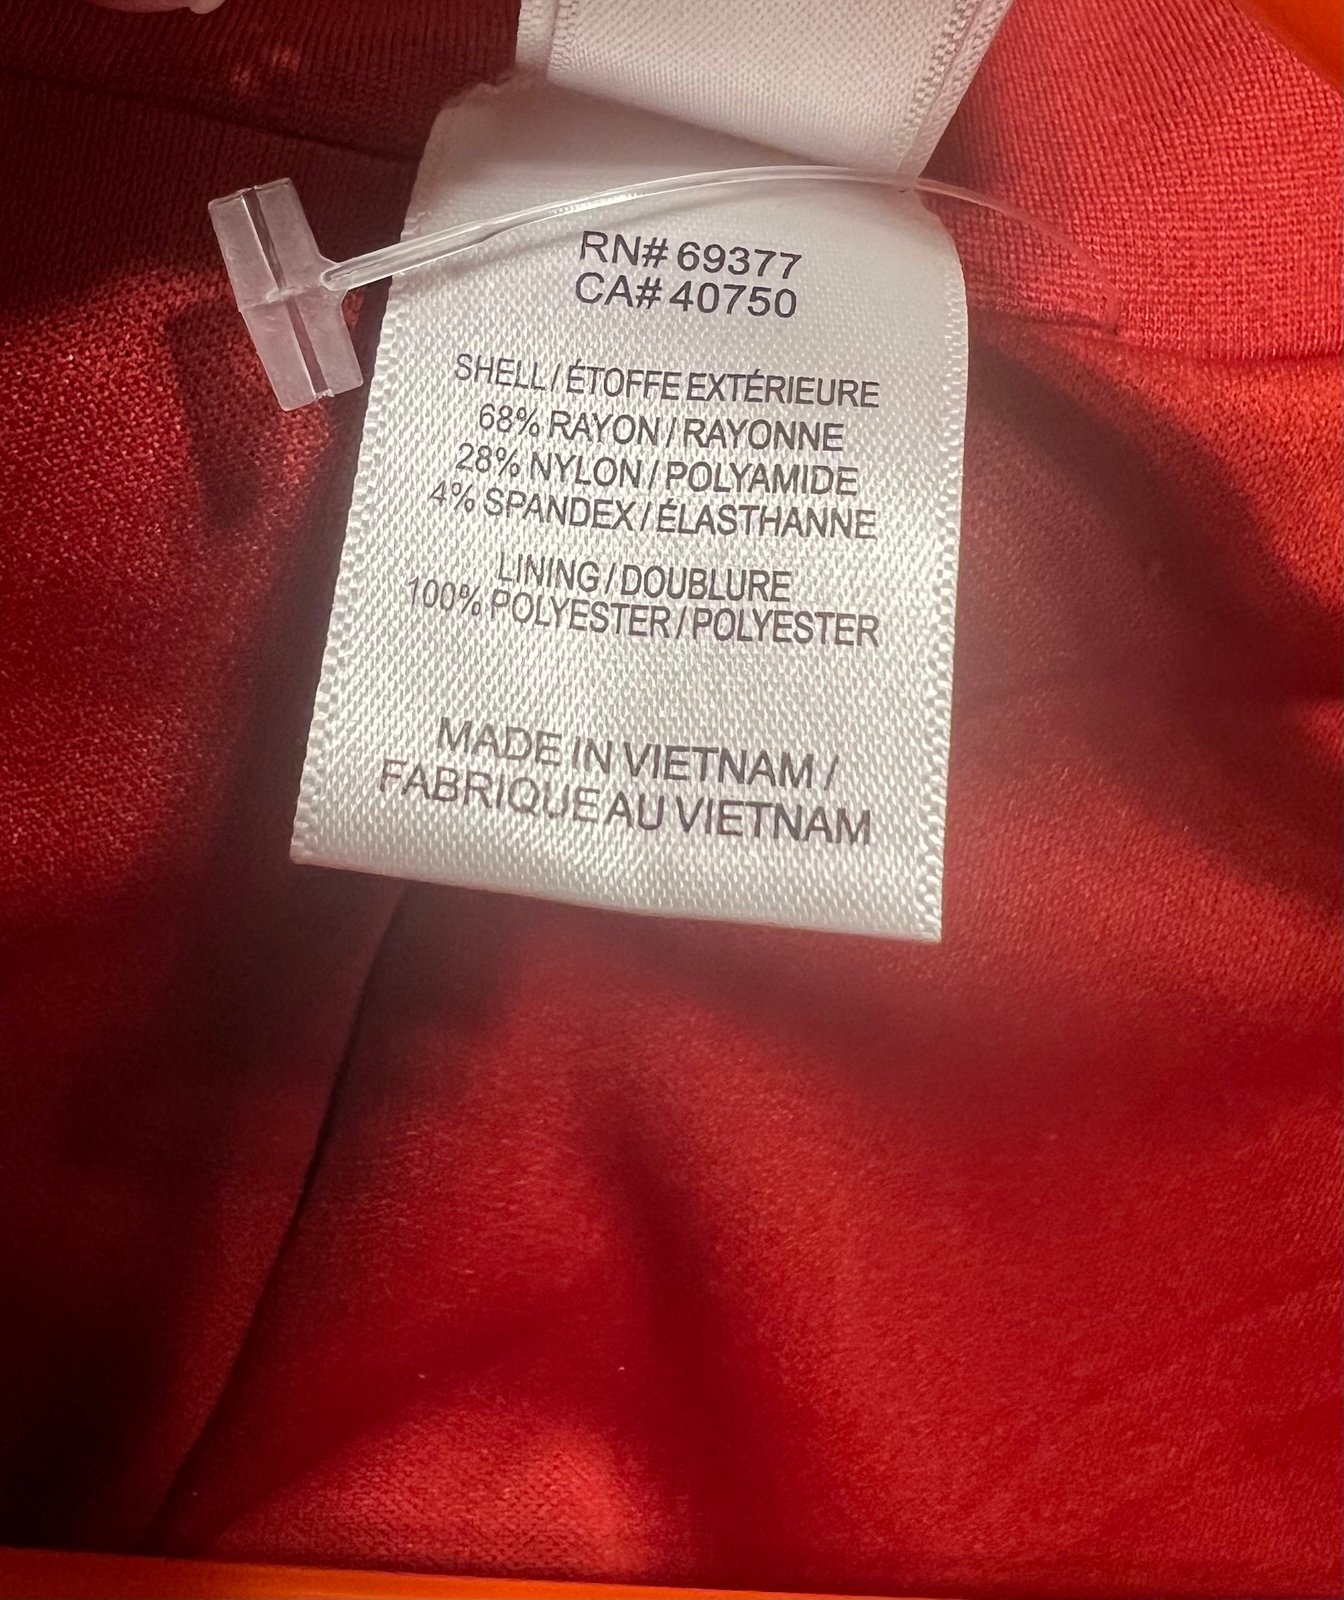 RN# 69377
CA# 40750
SHELL / ÉTOFFE EXTÉRIEURE
68% RAYON / RAYONNE
28% NYLON / POLYAMIDE
4% SPANDEX / ÉLASTHANNE
LINING / DOUBLURE
100% POLYESTER / POLYESTER
MADE IN VIETNAM /
FABRIQUE AU VIETNAM